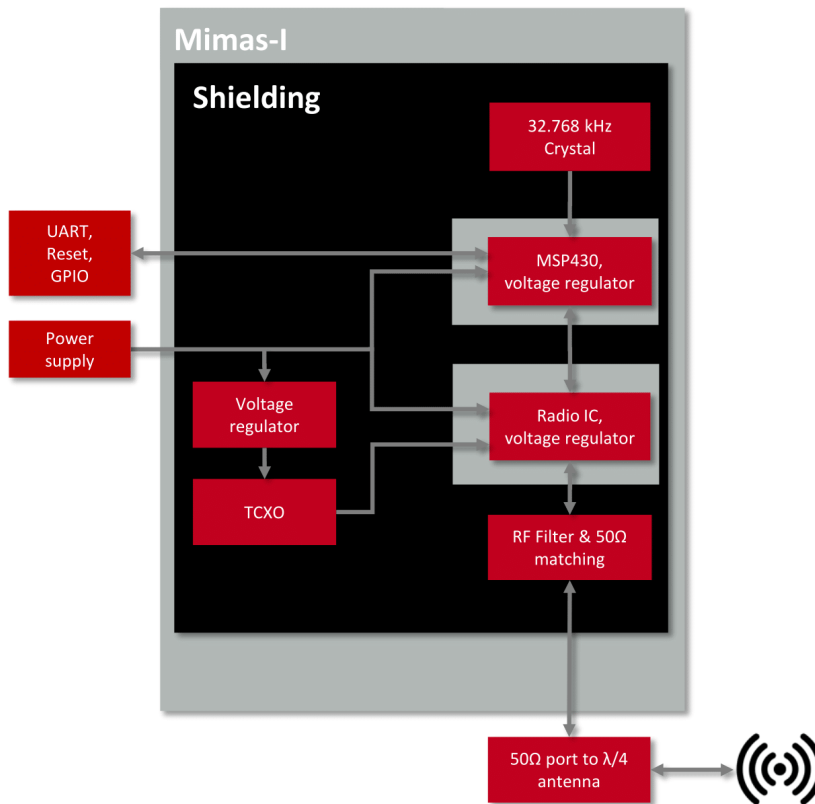 Mimas-I
Shielding
32.768 kHz
Crystal
UART,
Reset,
GPIO
MSP430,
voltage regulator
Power
supply
Voltage
regulator
Radio IC,
voltage regulator
TCXO
RF Filter & 50Ω
matching
50Ω port to λ/4
antenna